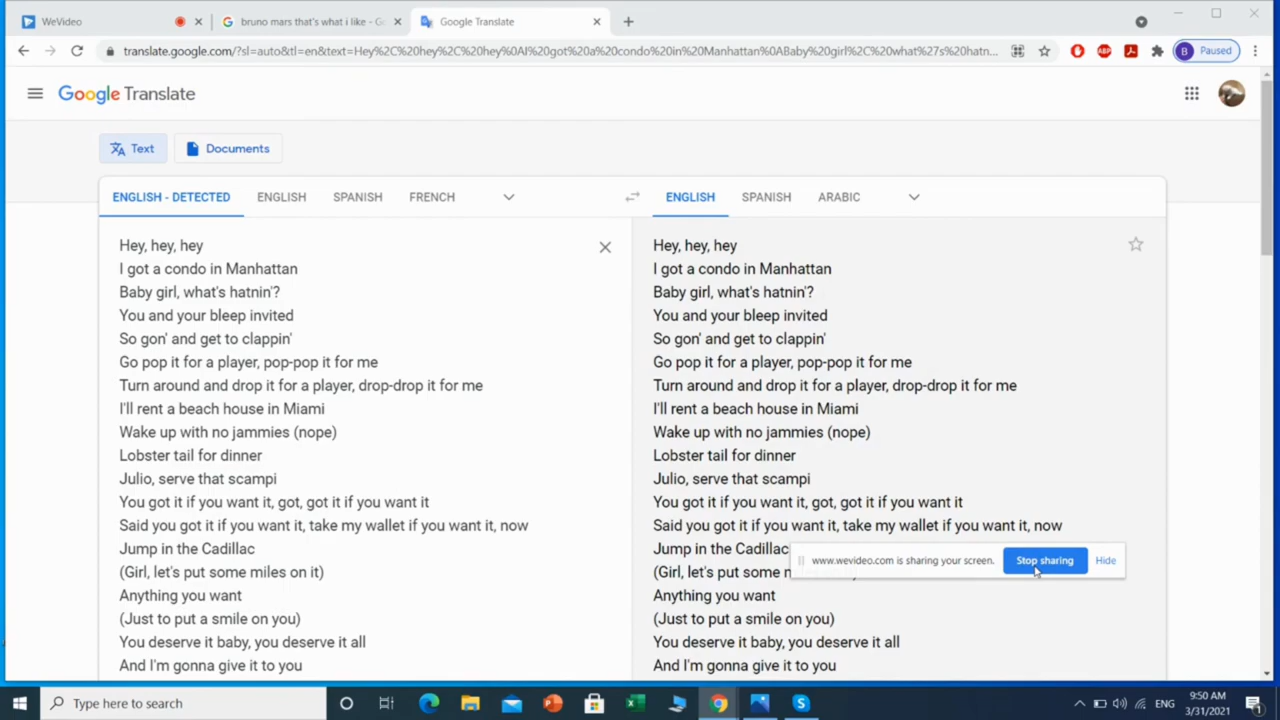 WeVideo
bruno mars that's what i like - Go
Google Translate
translate.google.com/?sl=auto&tl=en&text=Hey%2C%20hey%2C%20hey%0AI%20got%20a%20condo%20in%20Manhattan%0ABaby%20girl%2C%20what%27s%20hatnin...
ABP
B
Paused
Google Translate
Text
Documents
ENGLISH - DETECTED
ENGLISH
SPANISH
FRENCH
ENGLISH
SPANISH
ARABIC
Hey, hey, hey
I got a condo in Manhattan
Baby girl, what's hatnin'?
You and your bleep invited
So gon' and get to clappin'
Go pop it for a player, pop-pop it for me
Turn around and drop it for a player, drop-drop it for me
I'll rent a beach house in Miami
Wake up with no jammies (nope)
Lobster tail for dinner
Julio, serve that scampi
You got it if you want it, got, got it if you want it
Said you got it if you want it, take my wallet if you want it, now
Jump in the Cadillac
(Girl, let's put some miles on it)
Anything you want
(Just to put a smile on you)
You deserve it baby, you deserve it all
And I'm gonna give it to you
Hey, hey, hey
I got a condo in Manhattan
Baby girl, what's hatnin'?
You and your bleep invited
So gon' and get to clappin'
Go pop it for a player, pop-pop it for me
Turn around and drop it for a player, drop-drop it for me
I'll rent a beach house in Miami
Wake up with no jammies (nope)
Lobster tail for dinner
Julio, serve that scampi
You got it if you want it, got, got it if you want it
Said you got it if you want it, take my wallet if you want it, now
Jump in the Cadillac
(Girl, let's put some
Anything you want
(Just to put a smile on you)
You deserve it baby, you deserve it all
And I'm gonna give it to you
www.wevideo.com is sharing your screen.
Stop sharing
Hide
Type here to search
ENG
9:50 AM
3/31/2021
1